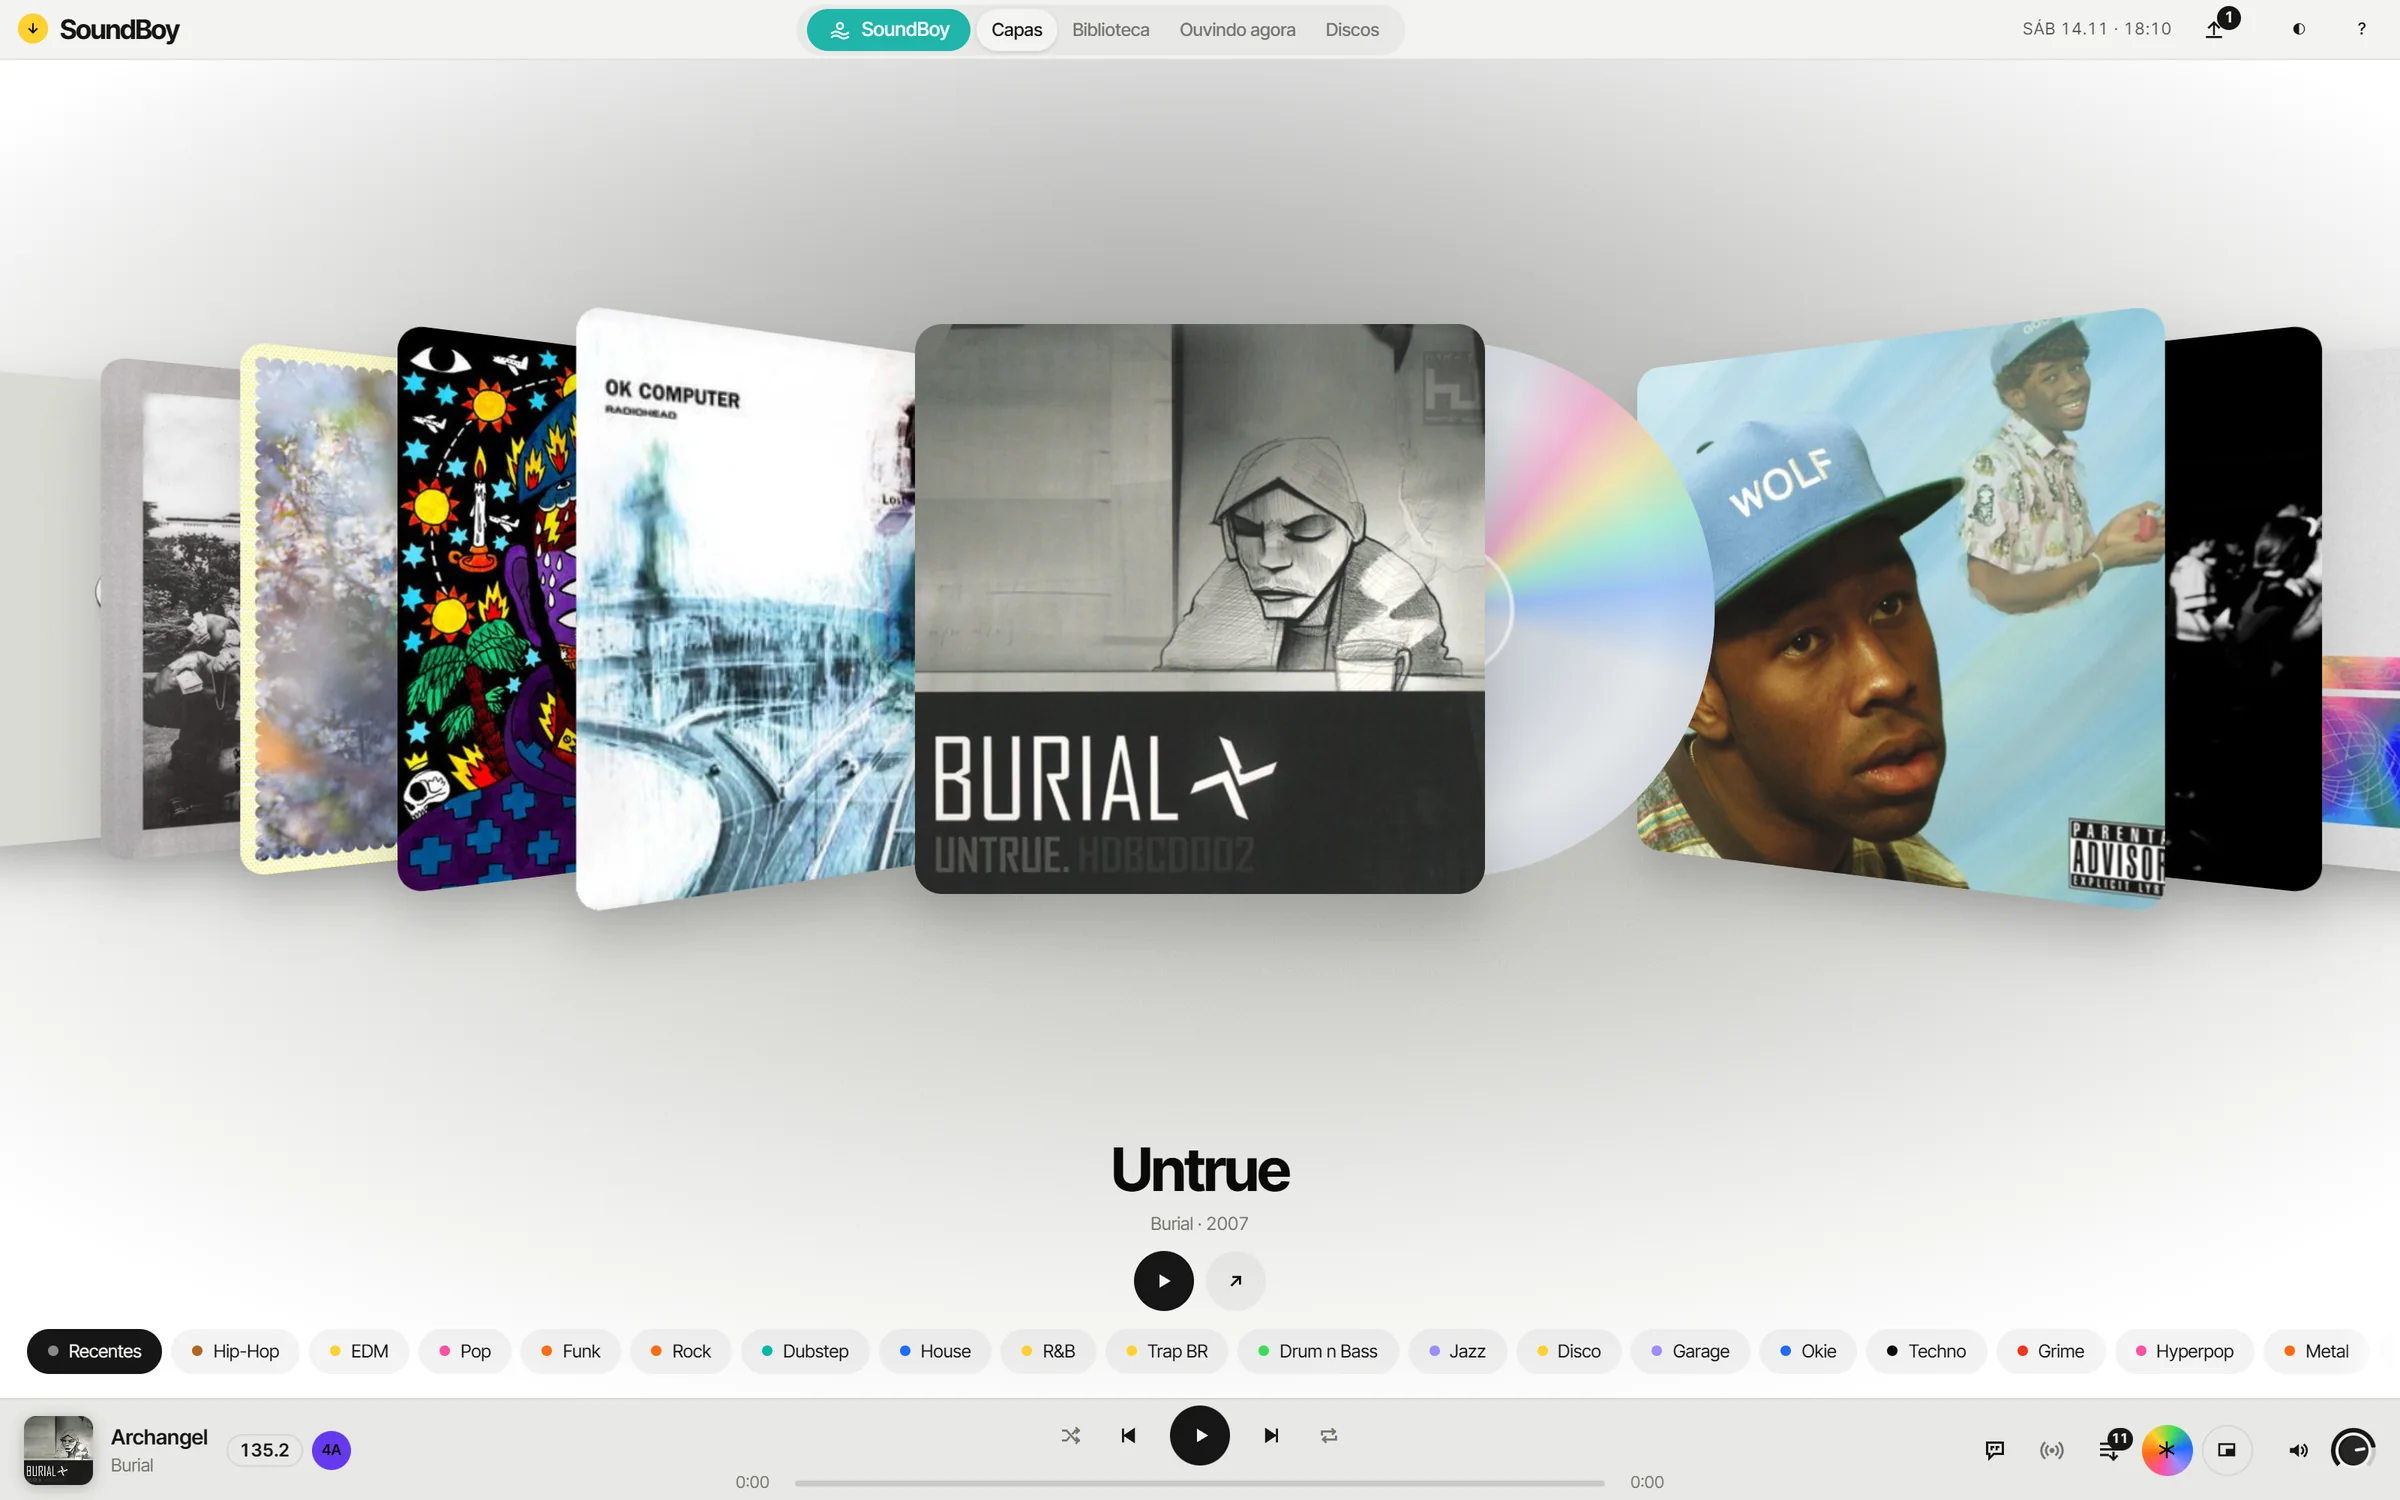 SoundBoy
SoundBoy
Capas
Biblioteca
Ouvindo agora
Discos
SÁB 14.11 · 18:10
1
?
OK COMPUTER
RADIOHEAD
BURIAL
UNTRUE. HDBCD002
WOLF
ADVISOR
Untrue
Burial · 2007
Recentes
Hip-Hop
EDM
Pop
Funk
Rock
Dubstep
House
R&B
Trap BR
Drum n Bass
Jazz
Disco
Garage
Okie
Techno
Grime
Hyperpop
Metal
BURIAL
Archangel
Burial
135.2
4A
0:00
0:00
11